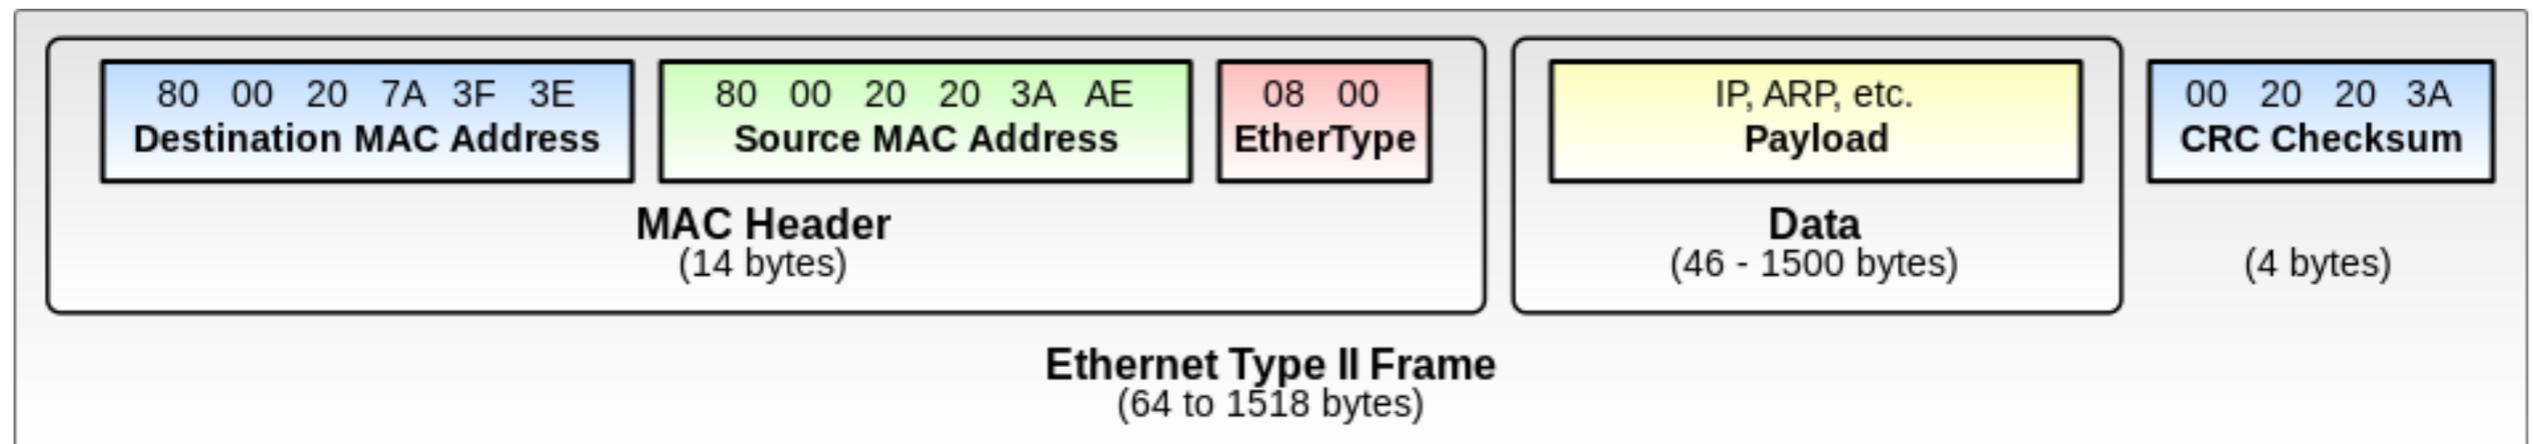 80 00 20 7A 3F 3E
Destination MAC Address
80 00 20 20 3A AE
Source MAC Address
08 00
EtherType
MAC Header
(14 bytes)
IP, ARP, etc.
Payload
Data
(46 - 1500 bytes)
00 20 20 3A
CRC Checksum
(4 bytes)
Ethernet Type II Frame
(64 to 1518 bytes)